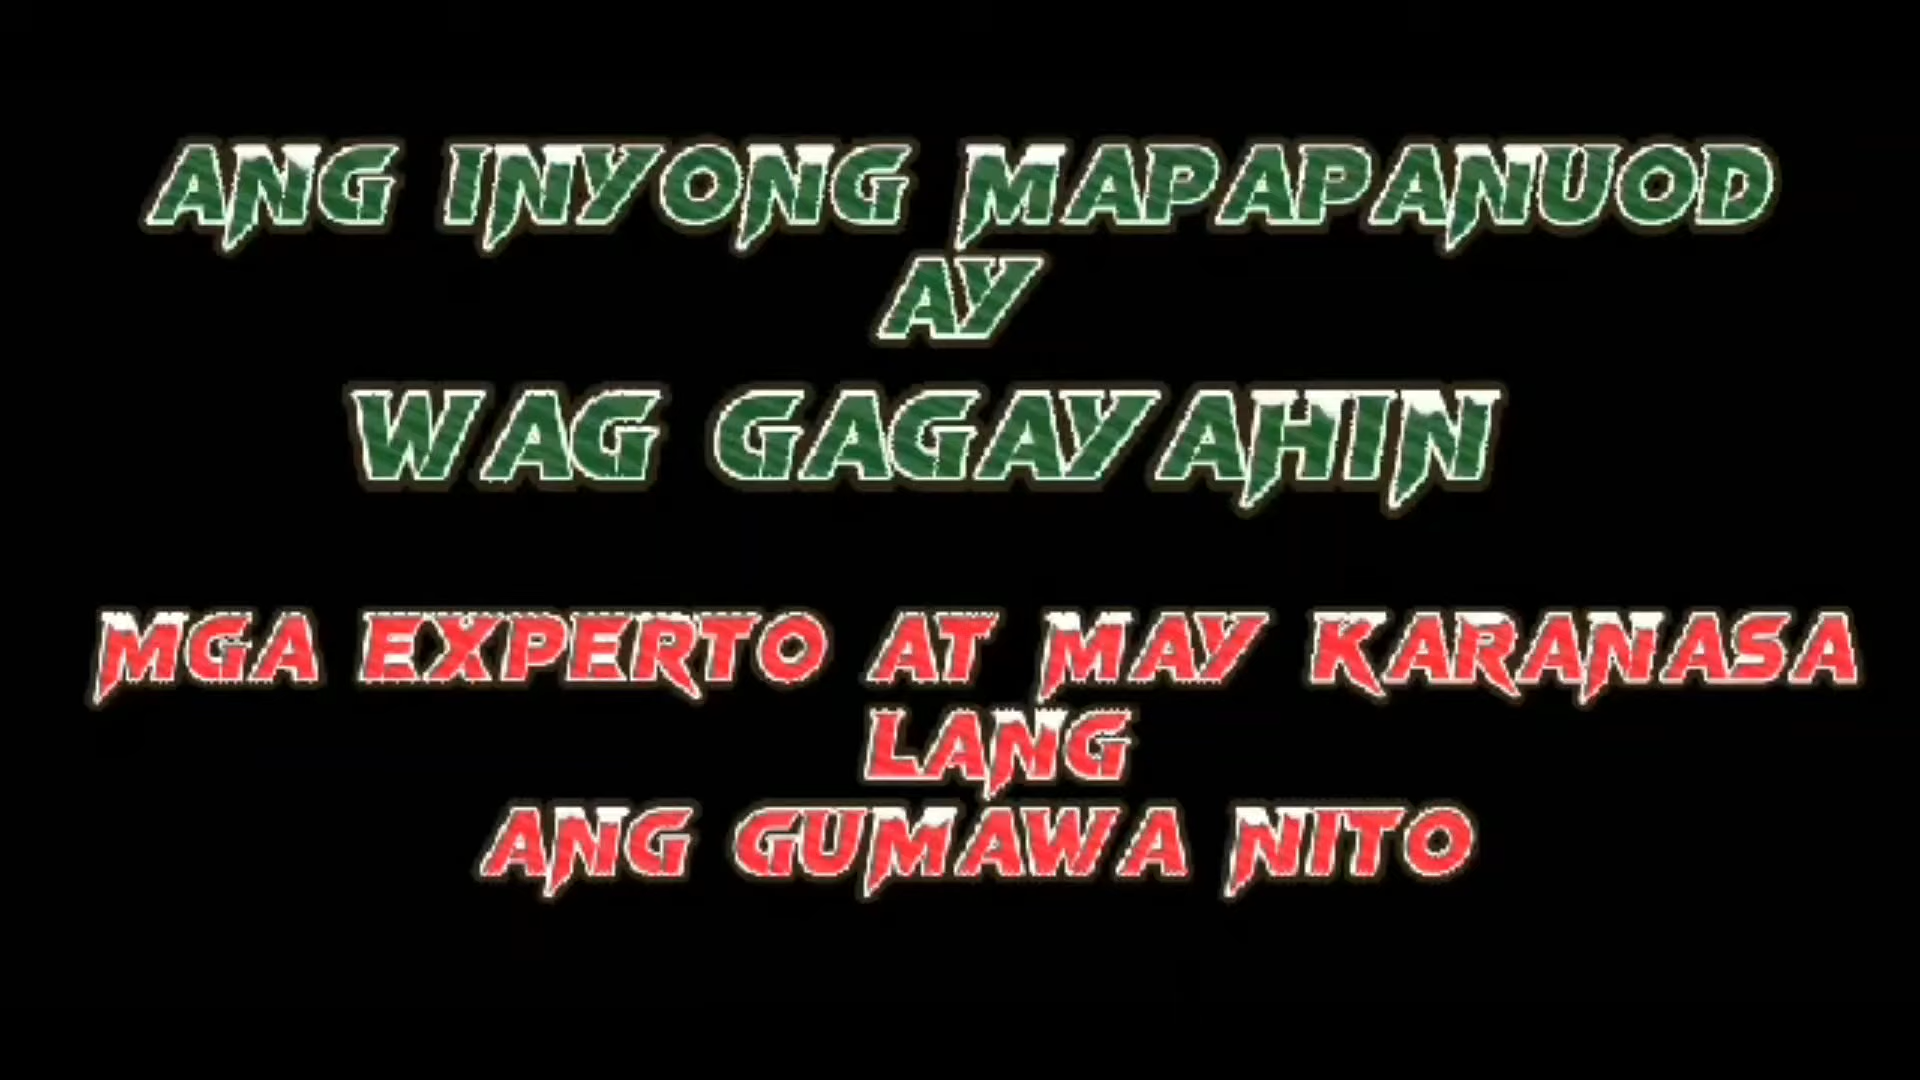 ANG INYONG MAPAPANUOD
AY
WAG GAGAYAHIN
MGA EXPERTO AT MAY KARANASA
LANG
ANG GUMAWA NITO